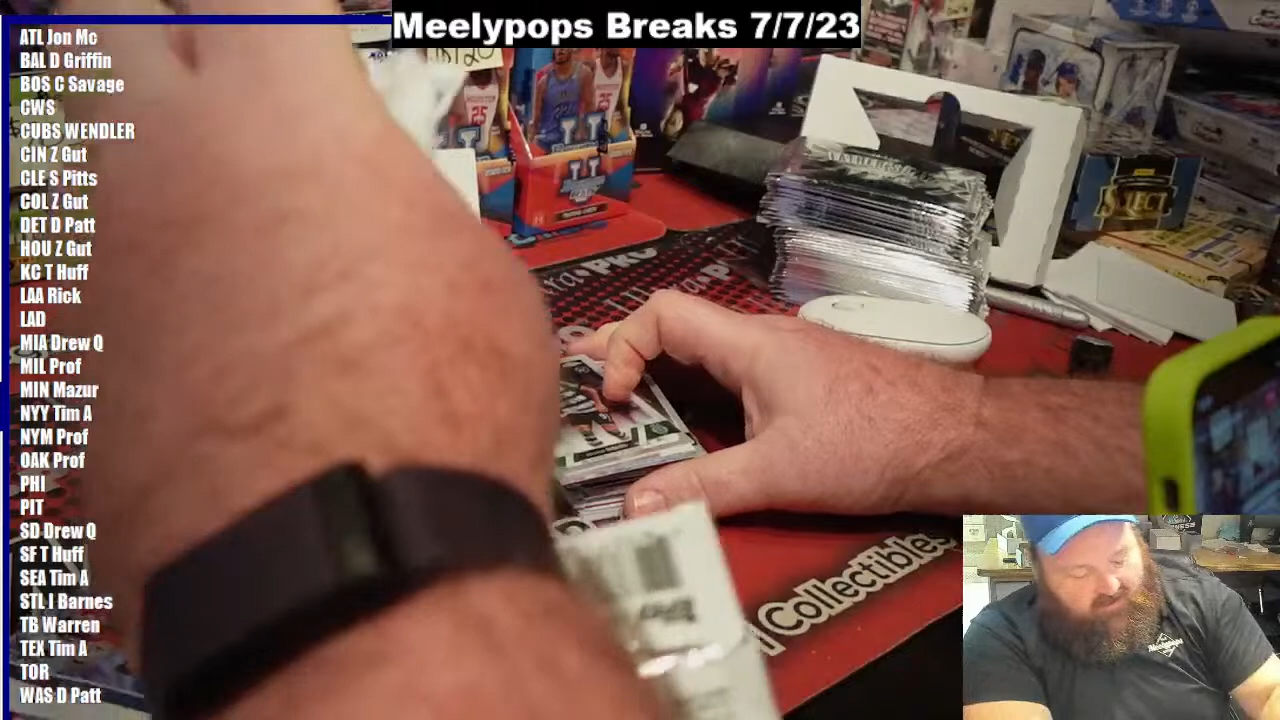 Meelypops Breaks 7/7/23
ATL Jon Mc
BAL D Griffin
BOS C Savage
CWS
CUBS WENDLER
CIN Z Gut
CLE S Pitts
COL Z Gut
DET D Patt
HOU Z Gut
KC T Huff
LAA Rick
LAD
MIA Drew Q
MIL Prof
MIN Mazur
NYY Tim A
NYM Prof
OAK Prof
PHI
PIT
SD Drew Q
SF T Huff
SEA Tim A
STL I Barnes
TB Warren
TEX Tim A
TOR
WAS D Patt
25
25
SELECT
Collectibles
Meelypops